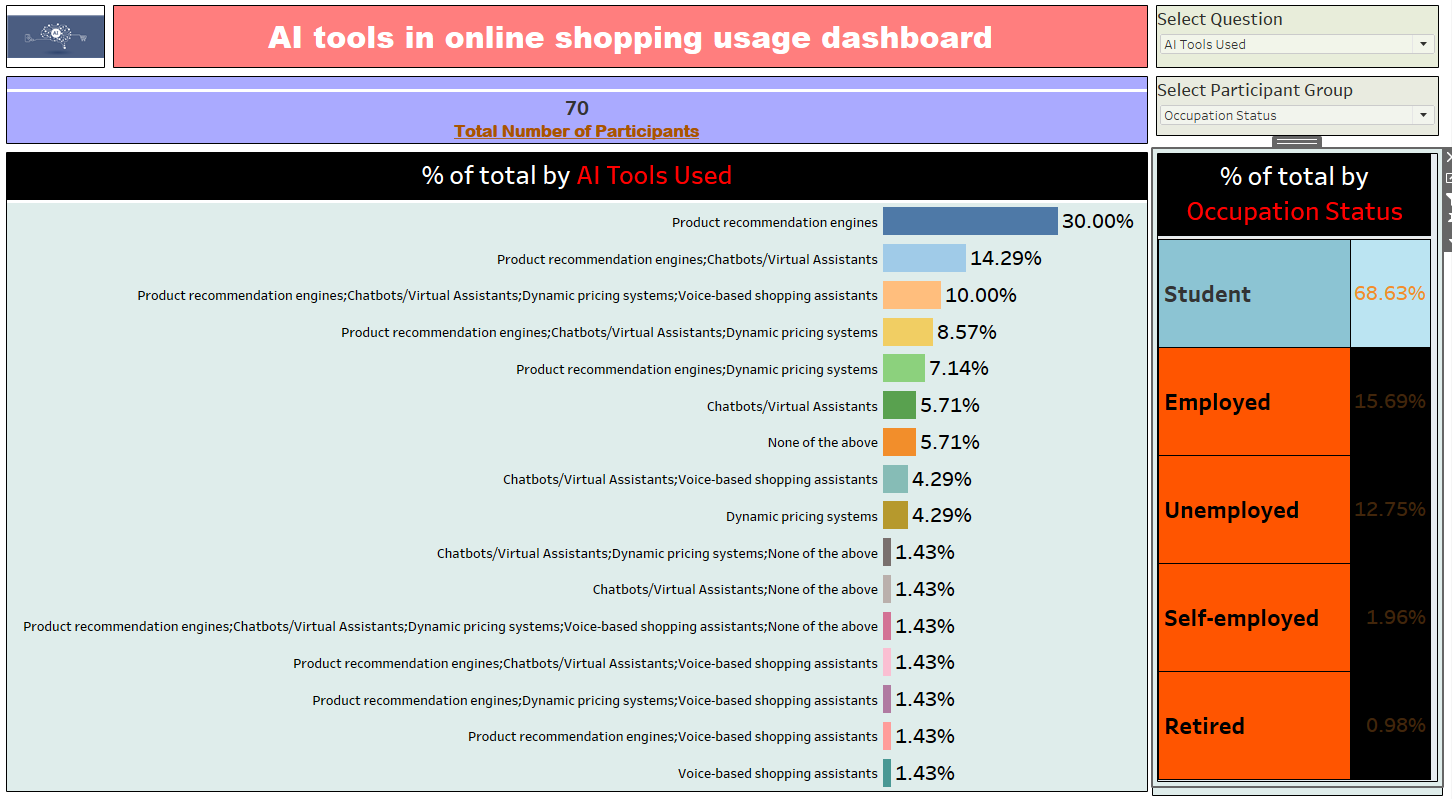 AI
AI tools in online shopping usage dashboard
Select Question
AI Tools Used
70
Total Number of Participants
Select Participant Group
Occupation Status
% of total by AI Tools Used
Product recommendation engines 30.00%
Product recommendation engines;Chatbots/Virtual Assistants 14.29%
Product recommendation engines;Chatbots/Virtual Assistants;Dynamic pricing systems;Voice-based shopping assistants 10.00%
Product recommendation engines;Chatbots/Virtual Assistants;Dynamic pricing systems 8.57%
Product recommendation engines;Dynamic pricing systems 7.14%
Chatbots/Virtual Assistants 5.71%
None of the above 5.71%
Chatbots/Virtual Assistants;Voice-based shopping assistants 4.29%
Dynamic pricing systems 4.29%
Chatbots/Virtual Assistants;Dynamic pricing systems;None of the above 1.43%
Chatbots/Virtual Assistants;None of the above 1.43%
Product recommendation engines;Chatbots/Virtual Assistants;Dynamic pricing systems;Voice-based shopping assistants;None of the above 1.43%
Product recommendation engines;Chatbots/Virtual Assistants;Voice-based shopping assistants 1.43%
Product recommendation engines;Dynamic pricing systems;Voice-based shopping assistants 1.43%
Product recommendation engines;Voice-based shopping assistants 1.43%
Voice-based shopping assistants 1.43%
% of total by
Occupation Status
Student 68.63%
Employed 15.69%
Unemployed 12.75%
Self-employed 1.96%
Retired 0.98%